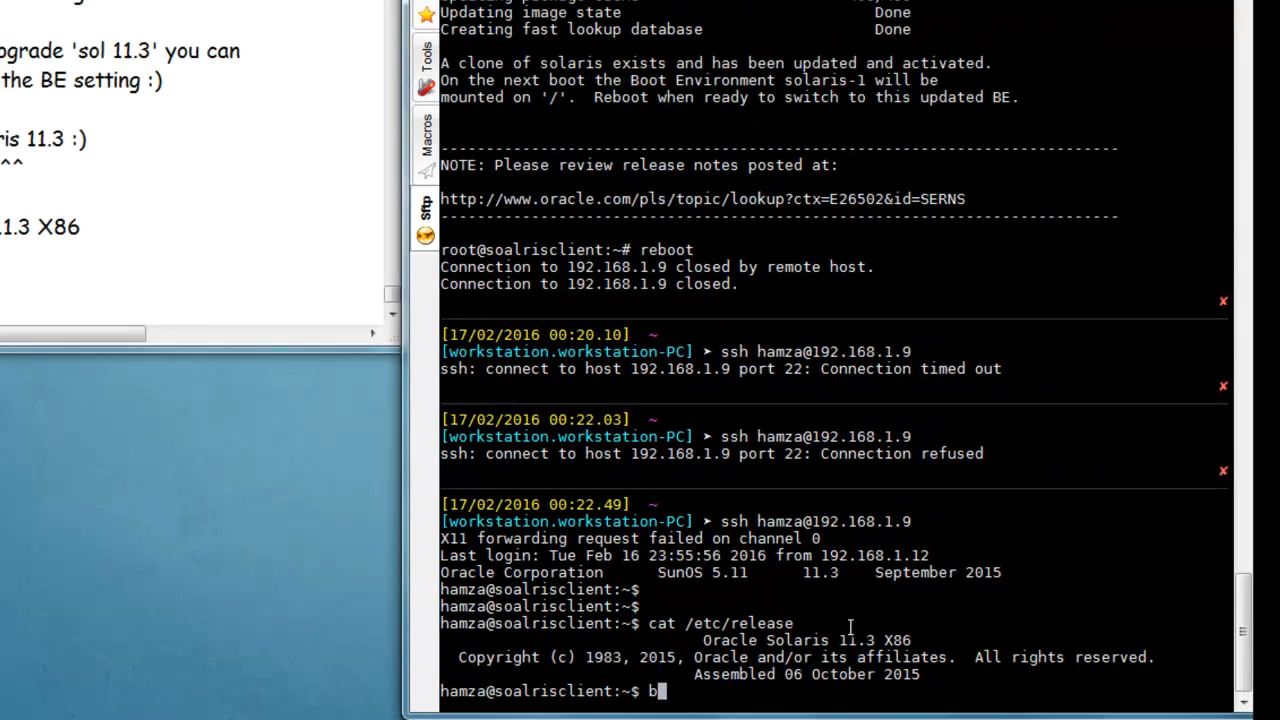 ograde 'sol 11.3' you can
the BE setting :)
ris 11.3 :)
^^
11.3 X86
Tools
Macros
Sftp
Updating image state Done
Creating fast lookup database Done
A clone of solaris exists and has been updated and activated.
On the next boot the Boot Environment solaris-1 will be
mounted on '/'. Reboot when ready to switch to this updated BE.
---------------------------------------------------------------------------
NOTE: Please review release notes posted at:
http://www.oracle.com/pls/topic/lookup?ctx=E26502&id=SERNS
---------------------------------------------------------------------------
root@soalrisclient:~# reboot
Connection to 192.168.1.9 closed by remote host.
Connection to 192.168.1.9 closed.
[17/02/2016 00:20.10] ~
[workstation.workstation-PC] ➤ ssh hamza@192.168.1.9
ssh: connect to host 192.168.1.9 port 22: Connection timed out
[17/02/2016 00:22.03] ~
[workstation.workstation-PC] ➤ ssh hamza@192.168.1.9
ssh: connect to host 192.168.1.9 port 22: Connection refused
[17/02/2016 00:22.49] ~
[workstation.workstation-PC] ➤ ssh hamza@192.168.1.9
X11 forwarding request failed on channel 0
Last login: Tue Feb 16 23:55:56 2016 from 192.168.1.12
Oracle Corporation SunOS 5.11 11.3 September 2015
hamza@soalrisclient:~$
hamza@soalrisclient:~$
hamza@soalrisclient:~$ cat /etc/release
Oracle Solaris 11.3 X86
Copyright (c) 1983, 2015, Oracle and/or its affiliates. All rights reserved.
Assembled 06 October 2015
hamza@soalrisclient:~$ b